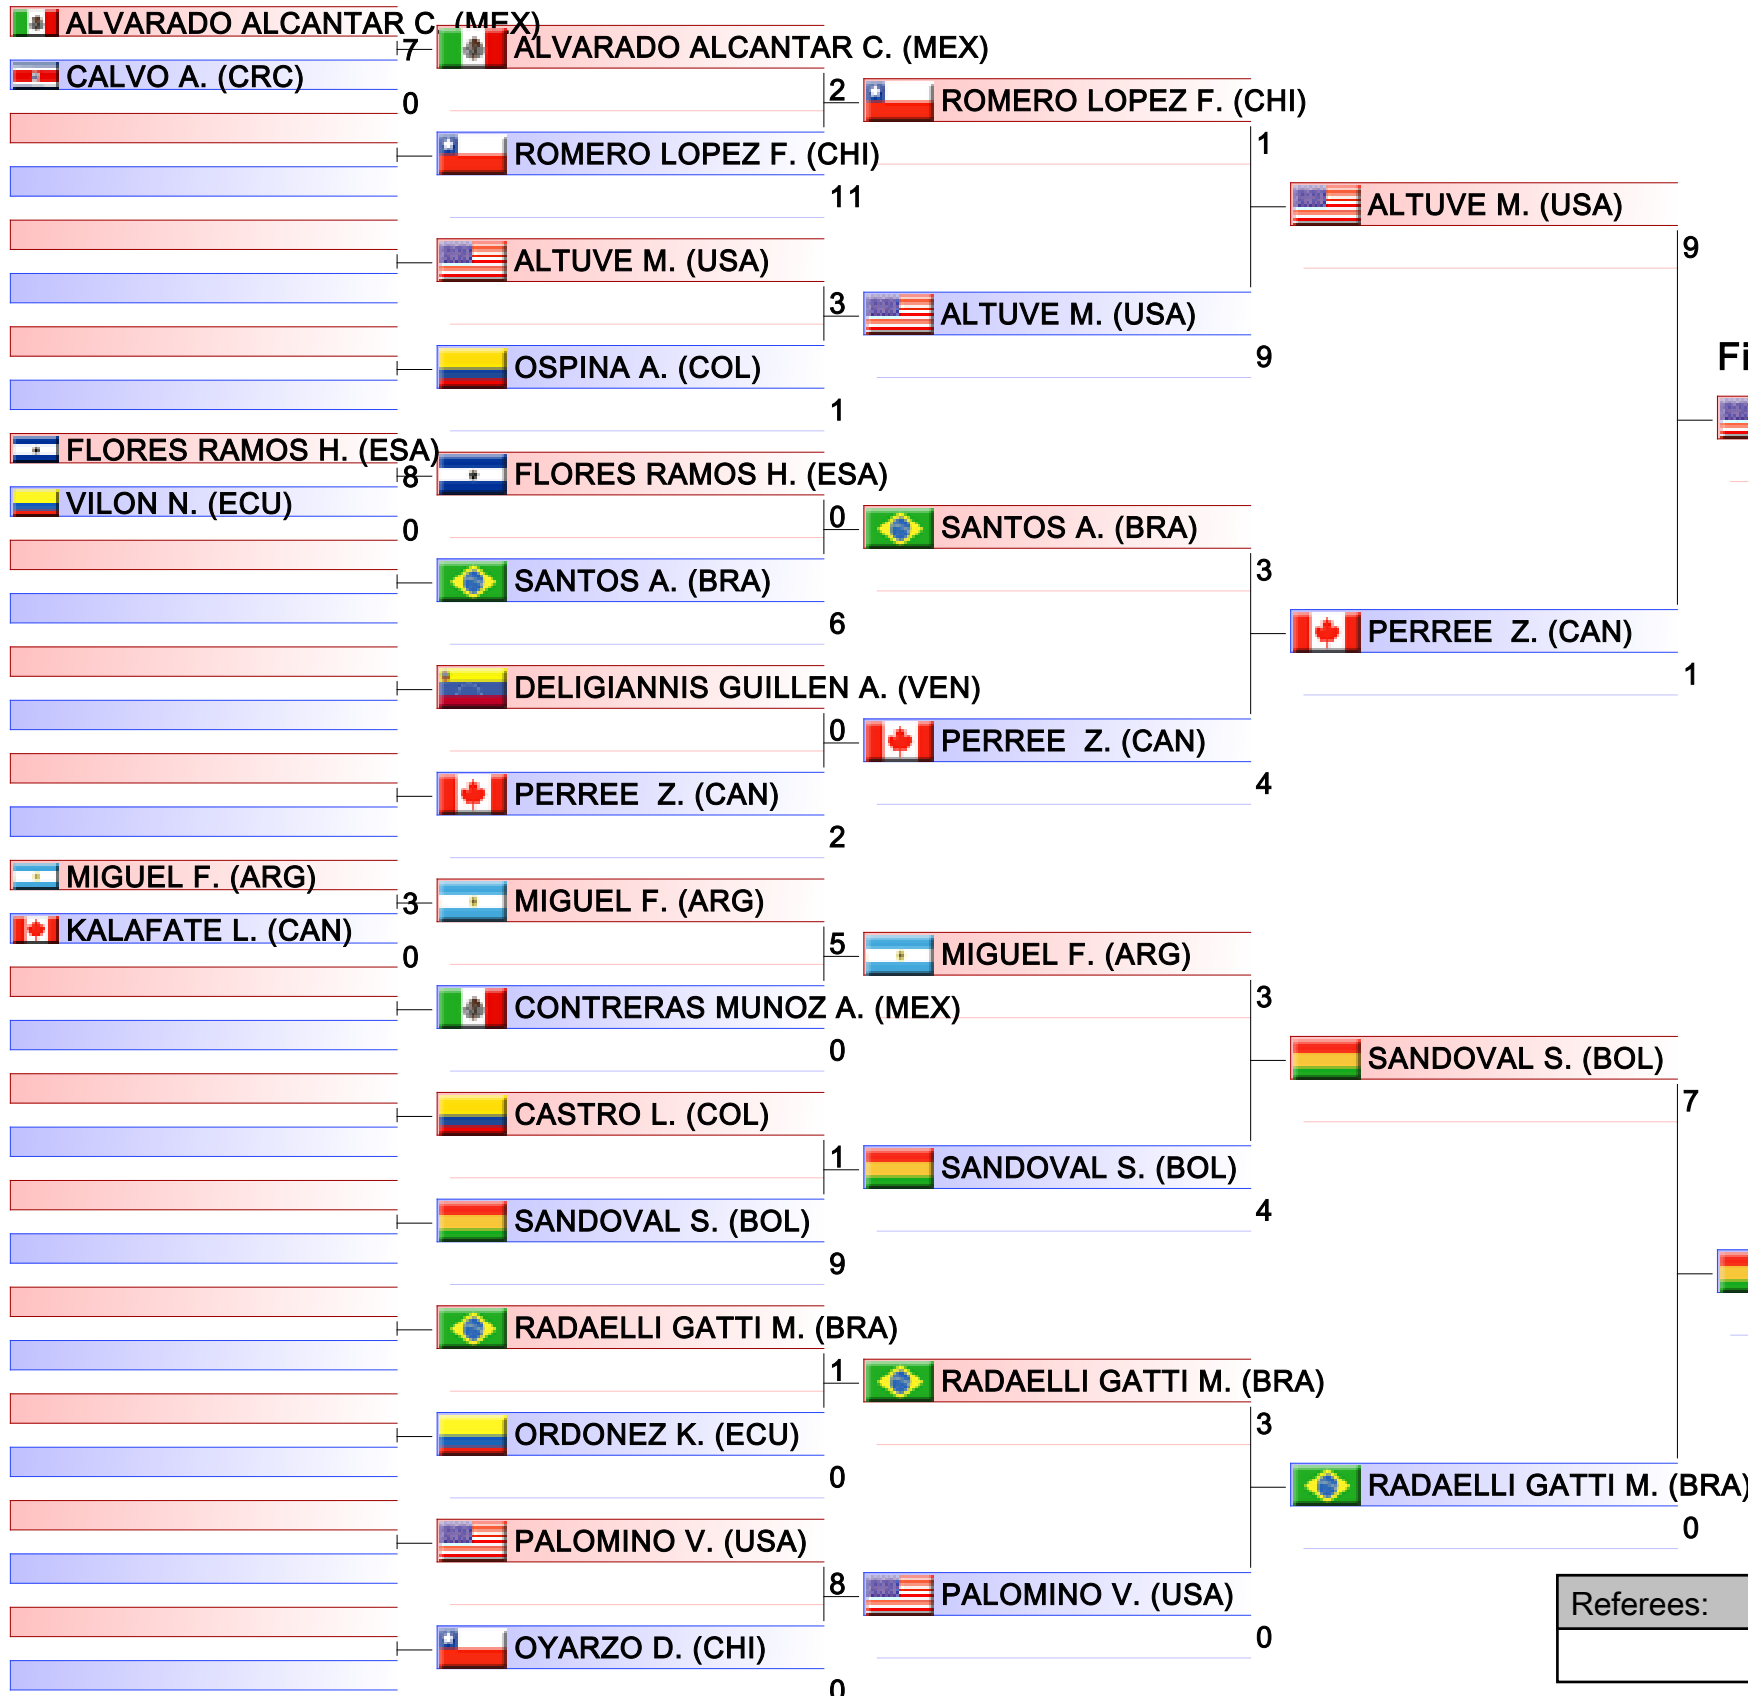 ALVARADO ALCANTAR C. (MEX)
7
CALVO A. (CRC)
0
FLORES RAMOS H. (ESA)
8
VILON N. (ECU)
0
MIGUEL F. (ARG)
3
KALAFATE L. (CAN)
0
ALVARADO ALCANTAR C. (MEX)
2
ROMERO LOPEZ F. (CHI)
11
ALTUVE M. (USA)
3
OSPINA A. (COL)
1
FLORES RAMOS H. (ESA)
0
SANTOS A. (BRA)
6
DELIGIANNIS GUILLEN A. (VEN)
0
PERREE Z. (CAN)
2
MIGUEL F. (ARG)
5
CONTRERAS MUNOZ A. (MEX)
0
CASTRO L. (COL)
1
SANDOVAL S. (BOL)
9
RADAELLI GATTI M. (BRA)
1
ORDONEZ K. (ECU)
0
PALOMINO V. (USA)
8
OYARZO D. (CHI)
0
ROMERO LOPEZ F. (CHI)
1
ALTUVE M. (USA)
9
SANTOS A. (BRA)
3
PERREE Z. (CAN)
4
MIGUEL F. (ARG)
3
SANDOVAL S. (BOL)
4
RADAELLI GATTI M. (BRA)
3
PALOMINO V. (USA)
0
ALTUVE M. (USA)
9
PERREE Z. (CAN)
1
SANDOVAL S. (BOL)
7
RADAELLI GATTI M. (BRA)
0
Fi
Referees: